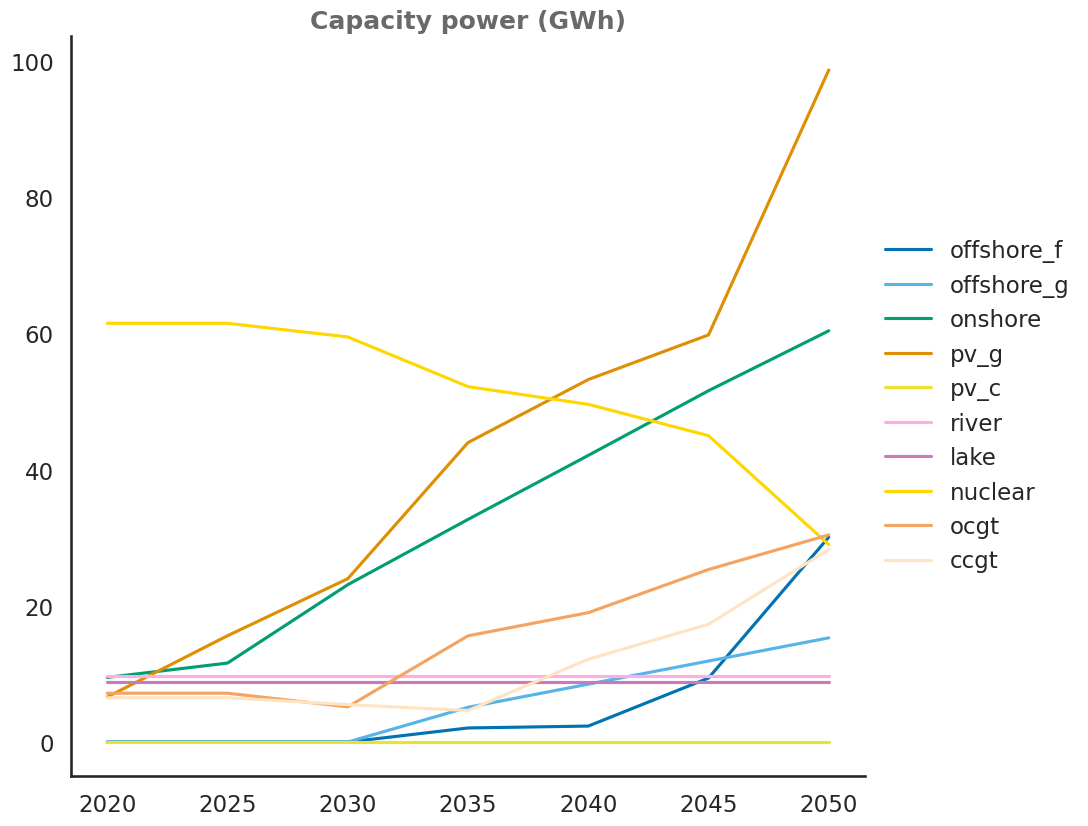 Capacity power (GWh)
100
80
60
40
20
0
2020 2025 2030 2035 2040 2045 2050
offshore_f
offshore_g
onshore
pv_g
pv_c
river
lake
nuclear
ocgt
ccgt